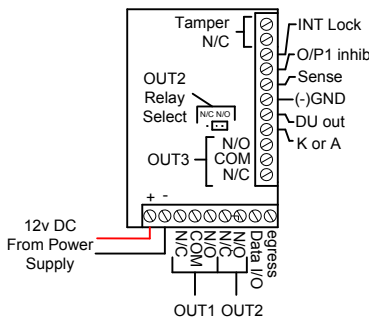 Tamper
N/C
INT Lock
O/P1 inhib
Sense
(-)GND
DU out
K or A
OUT2
Relay
Select
N/C N/O
OUT3
N/O
COM
N/C
+ -
12v DC
From Power
Supply
N/C
COM
N/O
N/C
N/O
Data I/O
egress
OUT1 OUT2